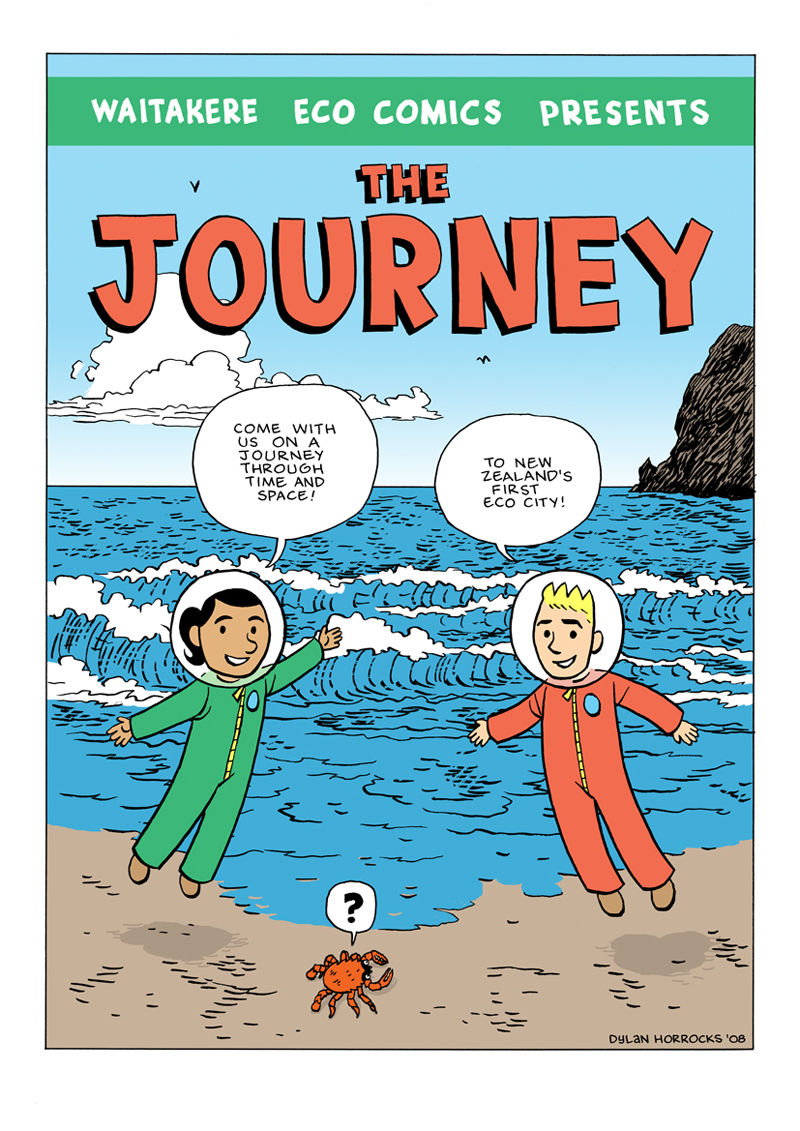 WAITAKERE ECO COMICS PRESENTS
THE
JOURNEY
COME WITH
US ON A
JOURNEY
THROUGH
TIME AND
SPACE!
TO NEW
ZEALAND'S
FIRST
ECO CITY!
?
DYLAN HORROCKS '08